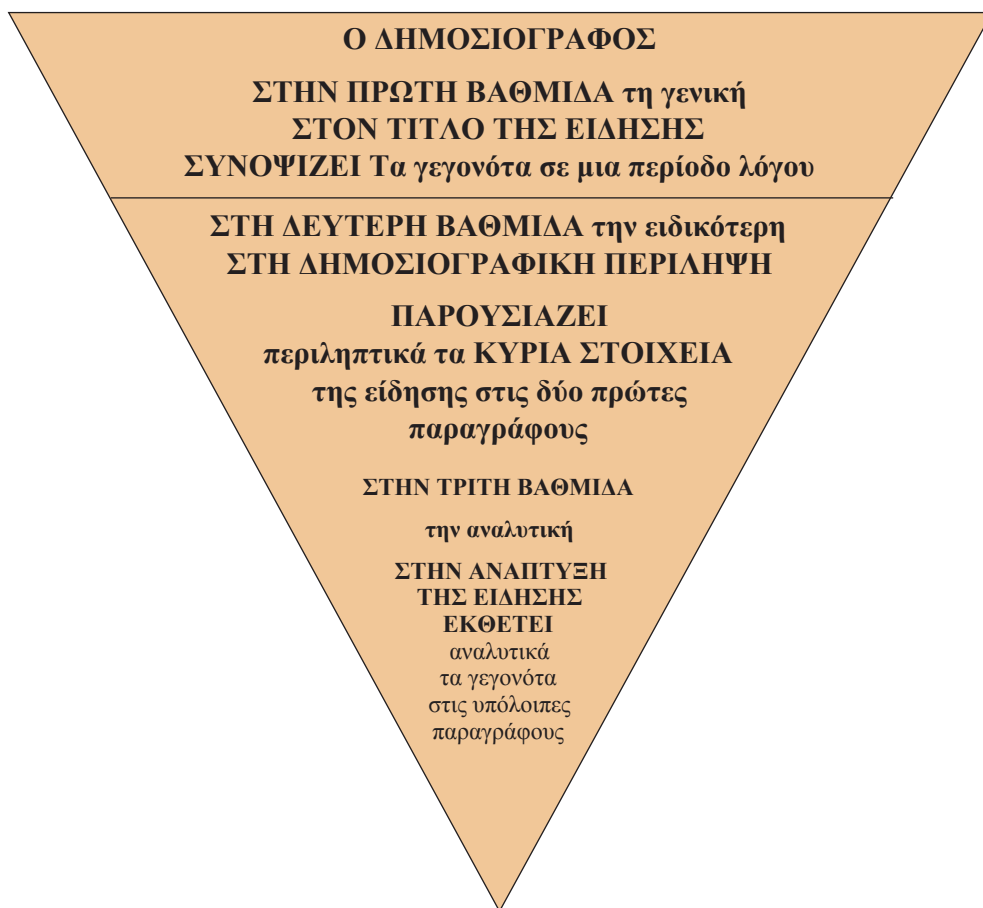 Ο ΔΗΜΟΣΙΟΓΡΑΦΟΣ
ΣΤΗΝ ΠΡΩΤΗ ΒΑΘΜΙΔΑ τη γενική
ΣΤΟΝ ΤΙΤΛΟ ΤΗΣ ΕΙΔΗΣΗΣ
ΣΥΝΟΨΙΖΕΙ Τα γεγονότα σε μια περίοδο λόγου
ΣΤΗ ΔΕΥΤΕΡΗ ΒΑΘΜΙΔΑ την ειδικότερη
ΣΤΗ ΔΗΜΟΣΙΟΓΡΑΦΙΚΗ ΠΕΡΙΛΗΨΗ
ΠΑΡΟΥΣΙΑΖΕΙ
περιληπτικά τα ΚΥΡΙΑ ΣΤΟΙΧΕΙΑ
της είδησης στις δύο πρώτες
παραγράφους
ΣΤΗΝ ΤΡΙΤΗ ΒΑΘΜΙΔΑ
την αναλυτική
ΣΤΗΝ ΑΝΑΠΤΥΞΗ
ΤΗΣ ΕΙΔΗΣΗΣ
ΕΚΘΕΤΕΙ
αναλυτικά
τα γεγονότα
στις υπόλοιπες
παραγράφους